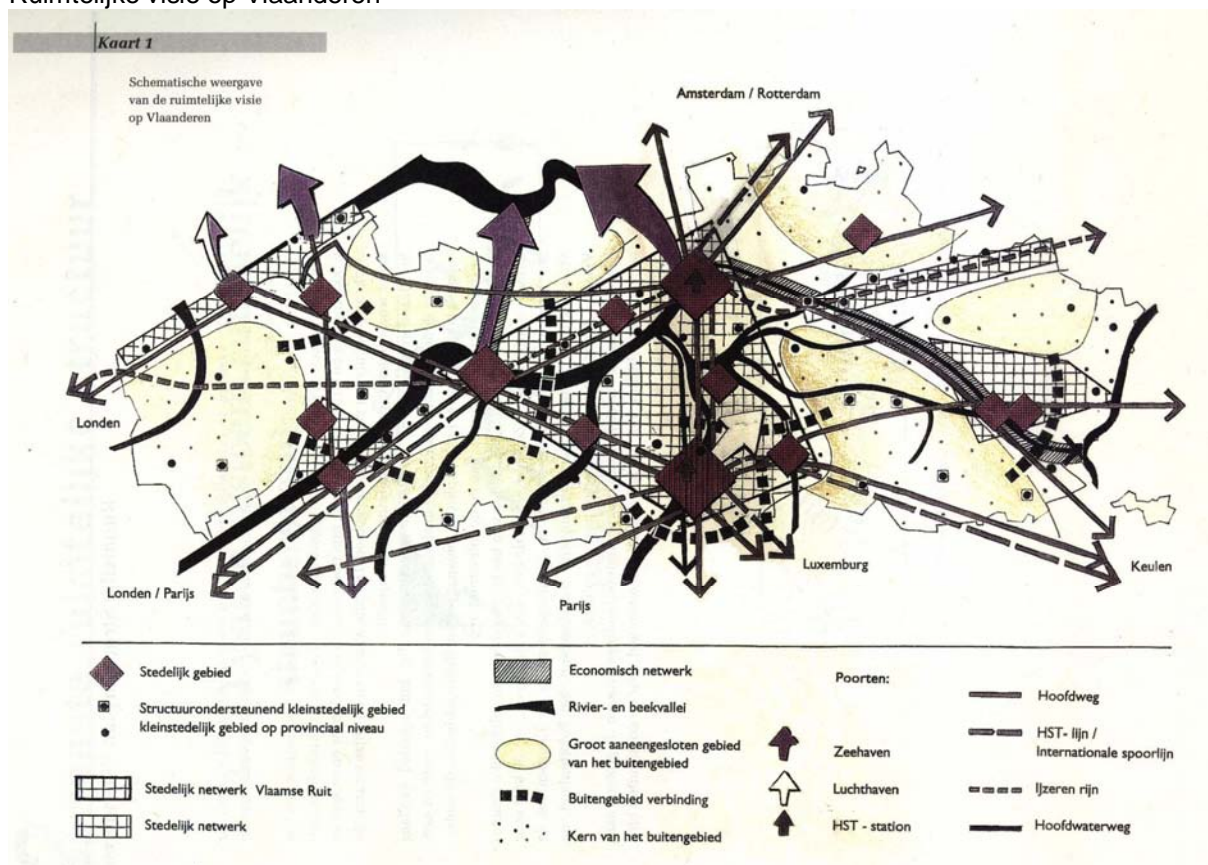 Ruimtelijke visie op Vlaanderen
Kaart 1
Schematische weergave
van de ruimtelijke visie
op Vlaanderen
Amsterdam / Rotterdam
Londen
Londen / Parijs
Parijs
Luxemburg
Keulen
Stedelijk gebied
Structuurondersteunend kleinstedelijk gebied
kleinstedelijk gebied op provinciaal niveau
Stedelijk netwerk Vlaamse Ruit
Stedelijk netwerk
Economisch netwerk
Rivier- en beekvallei
Groot aaneengesloten gebied
van het buitengebied
Buitengebied verbinding
Kern van het buitengebied
Poorten:
Zeehaven
Luchthaven
HST - station
Hoofdweg
HST- lijn /
Internationale spoorlijn
IJzeren rijn
Hoofdwaterweg